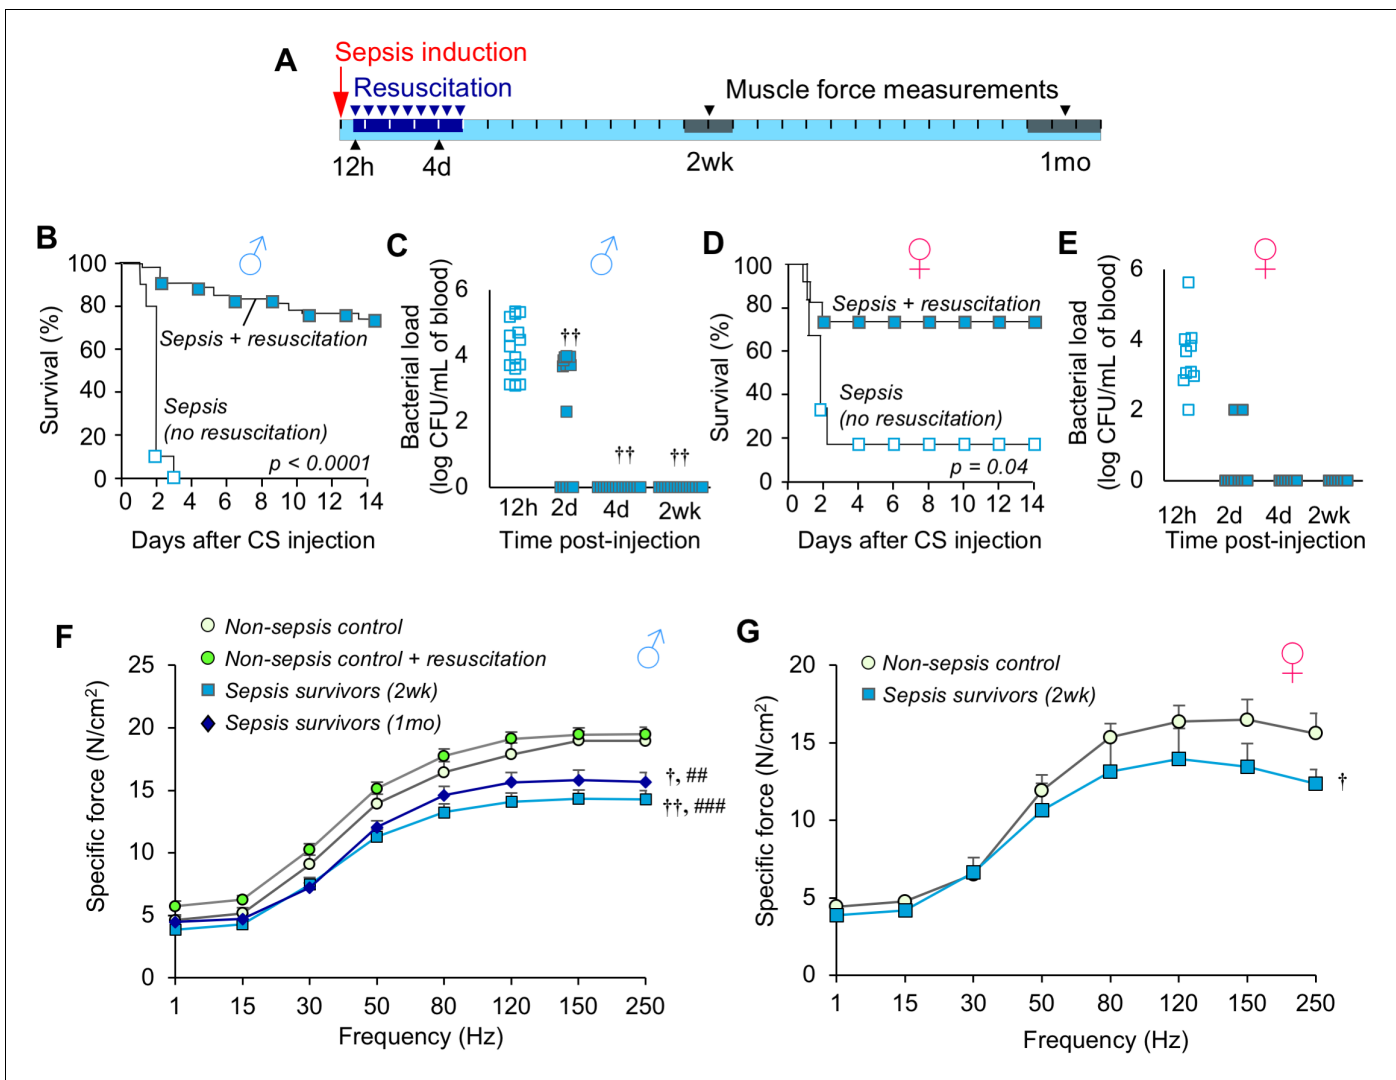 A
Sepsis induction
Resuscitation
Muscle force measurements
12h
4d
2wk
1mo
B
♂
Survival (%)
100
80
60
40
20
0
Sepsis + resuscitation
Sepsis
(no resuscitation)
p < 0.0001
0 2 4 6 8 10 12 14
Days after CS injection
C
♂
Bacterial load
(log CFU/mL of blood)
6
4
2
0
††
††
††
12h 2d 4d 2wk
Time post-injection
D
♀
Survival (%)
100
80
60
40
20
0
Sepsis + resuscitation
Sepsis
(no resuscitation)
p = 0.04
0 2 4 6 8 10 12 14
Days after CS injection
E
♀
Bacterial load
(log CFU/mL of blood)
6
4
2
0
12h 2d 4d 2wk
Time post-injection
F
Non-sepsis control
Non-sepsis control + resuscitation
Sepsis survivors (2wk)
Sepsis survivors (1mo)
♂
Specific force (N/cm²)
25
20
15
10
5
0
†, ##
††, ###
1 15 30 50 80 120 150 250
Frequency (Hz)
G
Non-sepsis control
Sepsis survivors (2wk)
♀
Specific force (N/cm²)
20
15
10
5
0
†
1 15 30 50 80 120 150 250
Frequency (Hz)